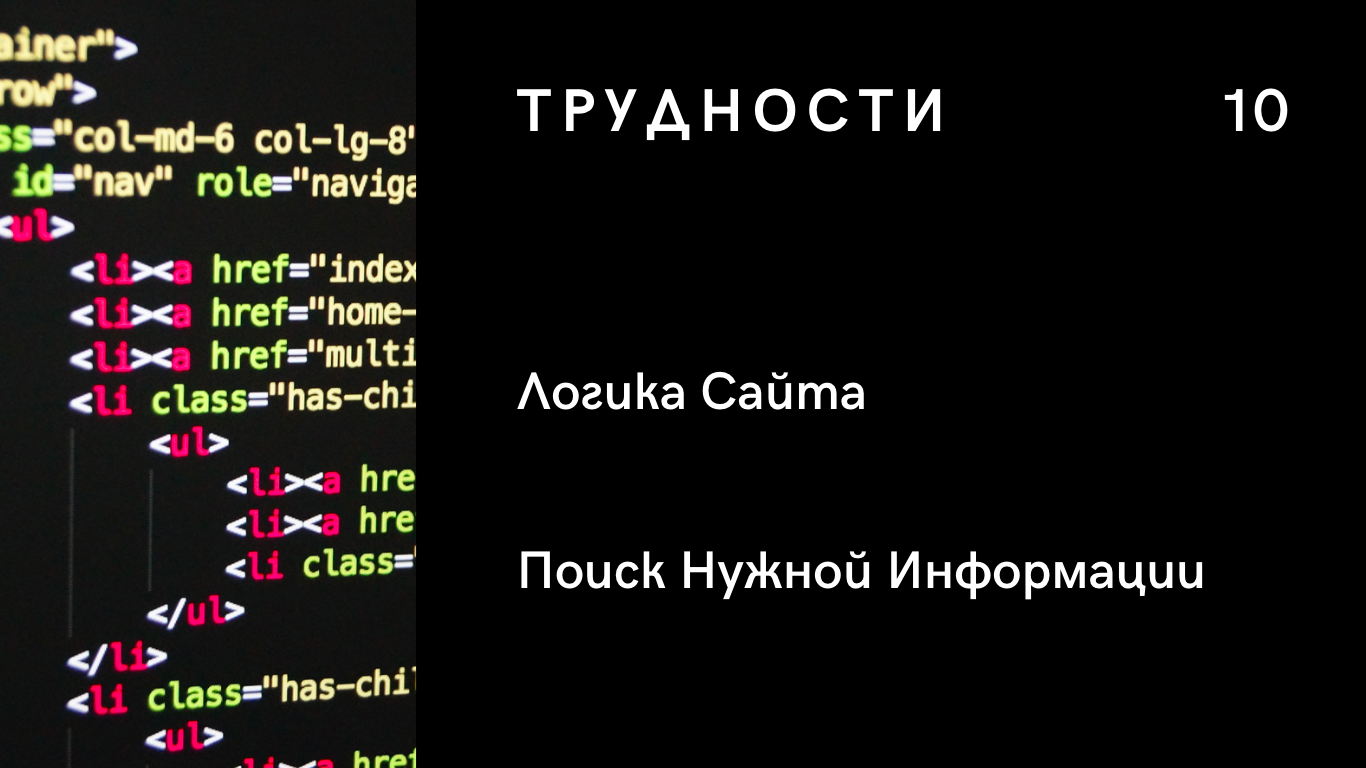 ainer">
row">
ss="col-md-6 col-lg-8"
id="nav" role="naviga
<ul>
<li><a href="index
<li><a href="home-
<li><a href="multi
<li class="has-chi
<ul>
<li><a hre
<li><a hre
<li class="
</ul>
</li>
<li class="has-chil
<ul>
<li><a href
ТРУДНОСТИ 10
Логика Сайта
Поиск Нужной Информации